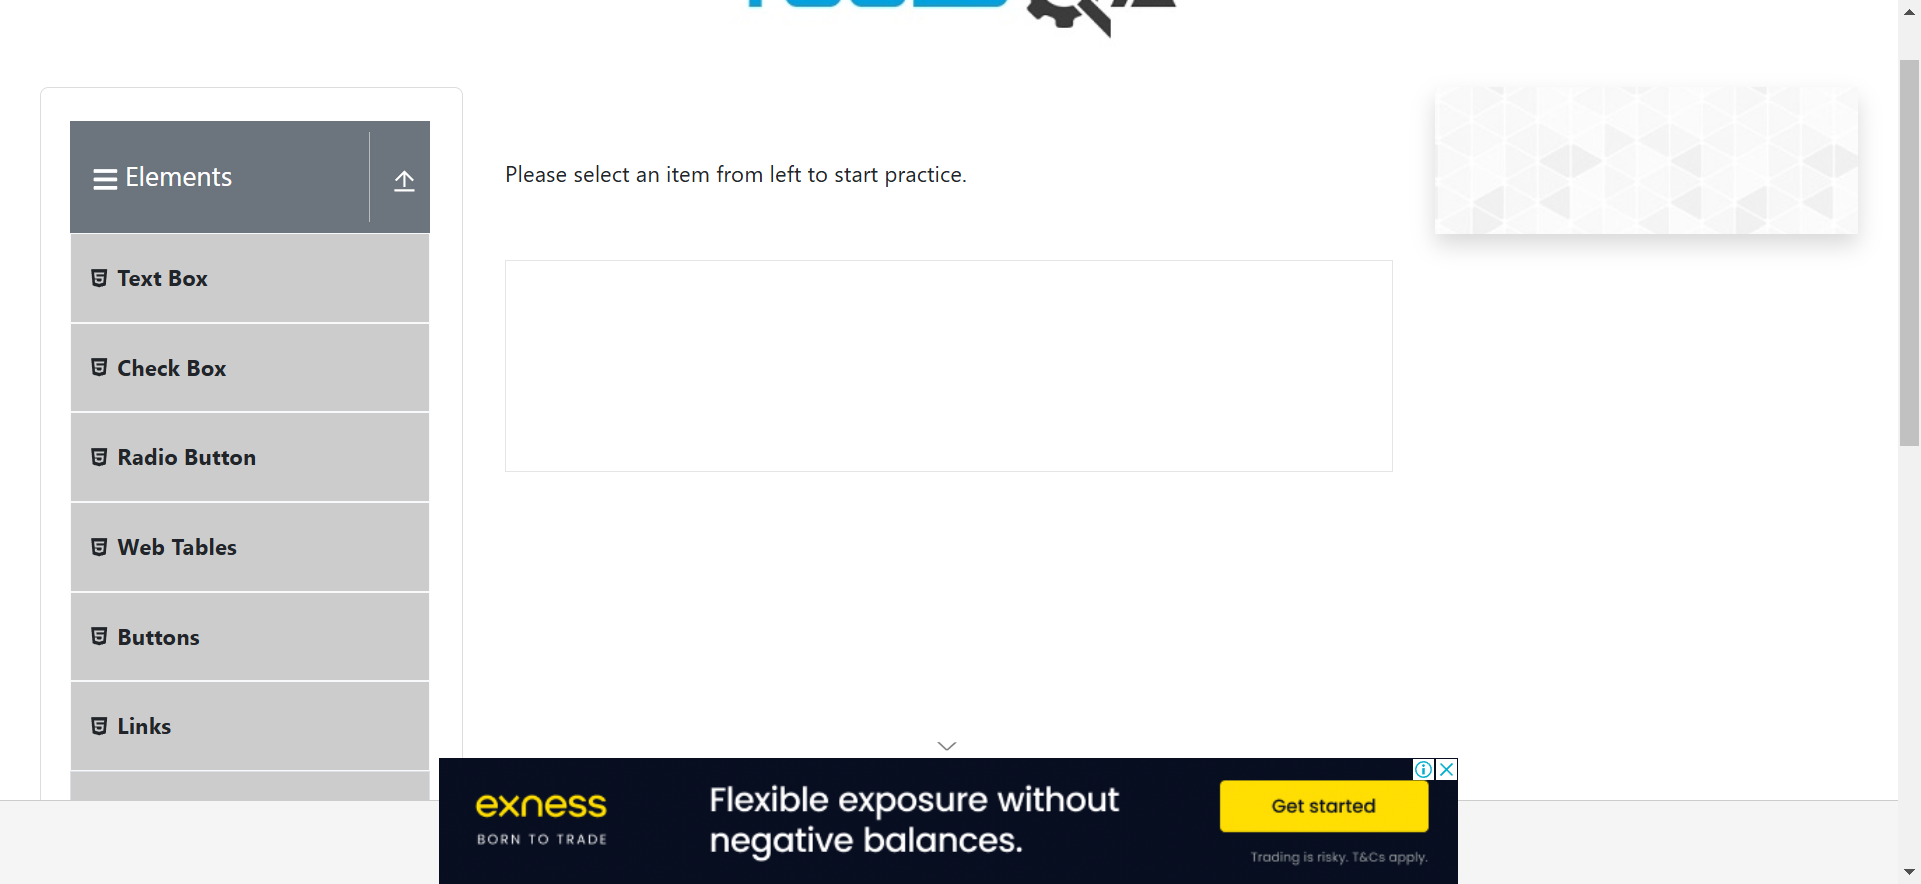 Elements
Please select an item from left to start practice.
Text Box
Check Box
Radio Button
Web Tables
Buttons
Links
exness
BORN TO TRADE
Flexible exposure without
negative balances.
Get started
Trading is risky. T&Cs apply.